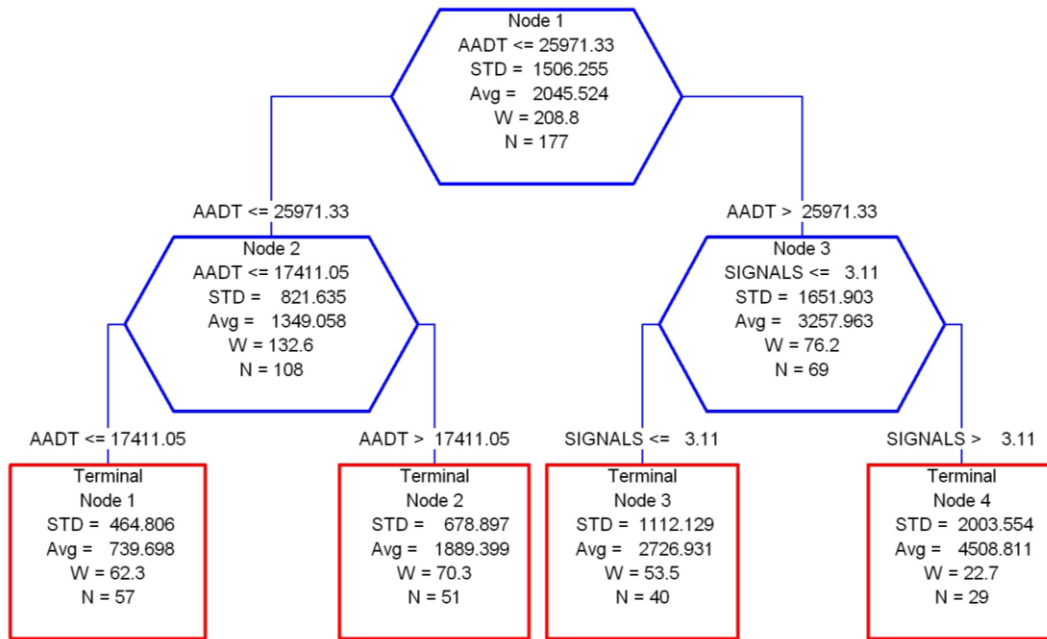 Node 1
AADT <= 25971.33
STD = 1506.255
Avg = 2045.524
W = 208.8
N = 177
AADT <= 25971.33
AADT > 25971.33
Node 2
AADT <= 17411.05
STD = 821.635
Avg = 1349.058
W = 132.6
N = 108
Node 3
SIGNALS <= 3.11
STD = 1651.903
Avg = 3257.963
W = 76.2
N = 69
AADT <= 17411.05
AADT > 17411.05
SIGNALS <= 3.11
SIGNALS > 3.11
Terminal
Node 1
STD = 464.806
Avg = 739.698
W = 62.3
N = 57
Terminal
Node 2
STD = 678.897
Avg = 1889.399
W = 70.3
N = 51
Terminal
Node 3
STD = 1112.129
Avg = 2726.931
W = 53.5
N = 40
Terminal
Node 4
STD = 2003.554
Avg = 4508.811
W = 22.7
N = 29